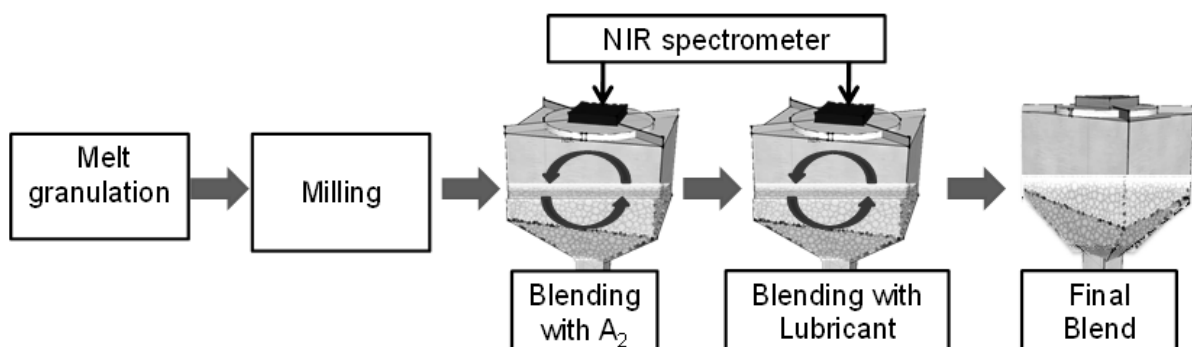 NIR spectrometer
Melt
granulation
Milling
Blending
with A₂
Blending with
Lubricant
Final
Blend